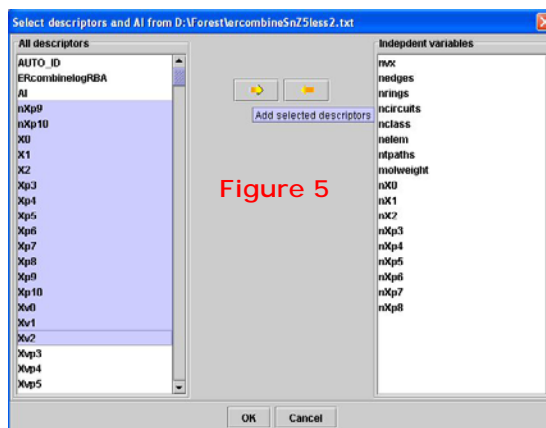 Select descriptors and AI from D:\Forest\ercombineSnZ5less2.txt
All descriptors
AUTO_ID
ERcombinelogRBA
AI
nXp9
nXp10
X0
X1
X2
Xp3
Xp4
Xp5
Xp6
Xp7
Xp8
Xp9
Xp10
Xv0
Xv1
Xv2
Xvp3
Xvp4
Xvp5
Add selected descriptors
Figure 5
Indepdent variables
nvx
nedges
nrings
ncircuits
nclass
nelem
ntpaths
molweight
nX0
nX1
nX2
nXp3
nXp4
nXp5
nXp6
nXp7
nXp8
OK
Cancel